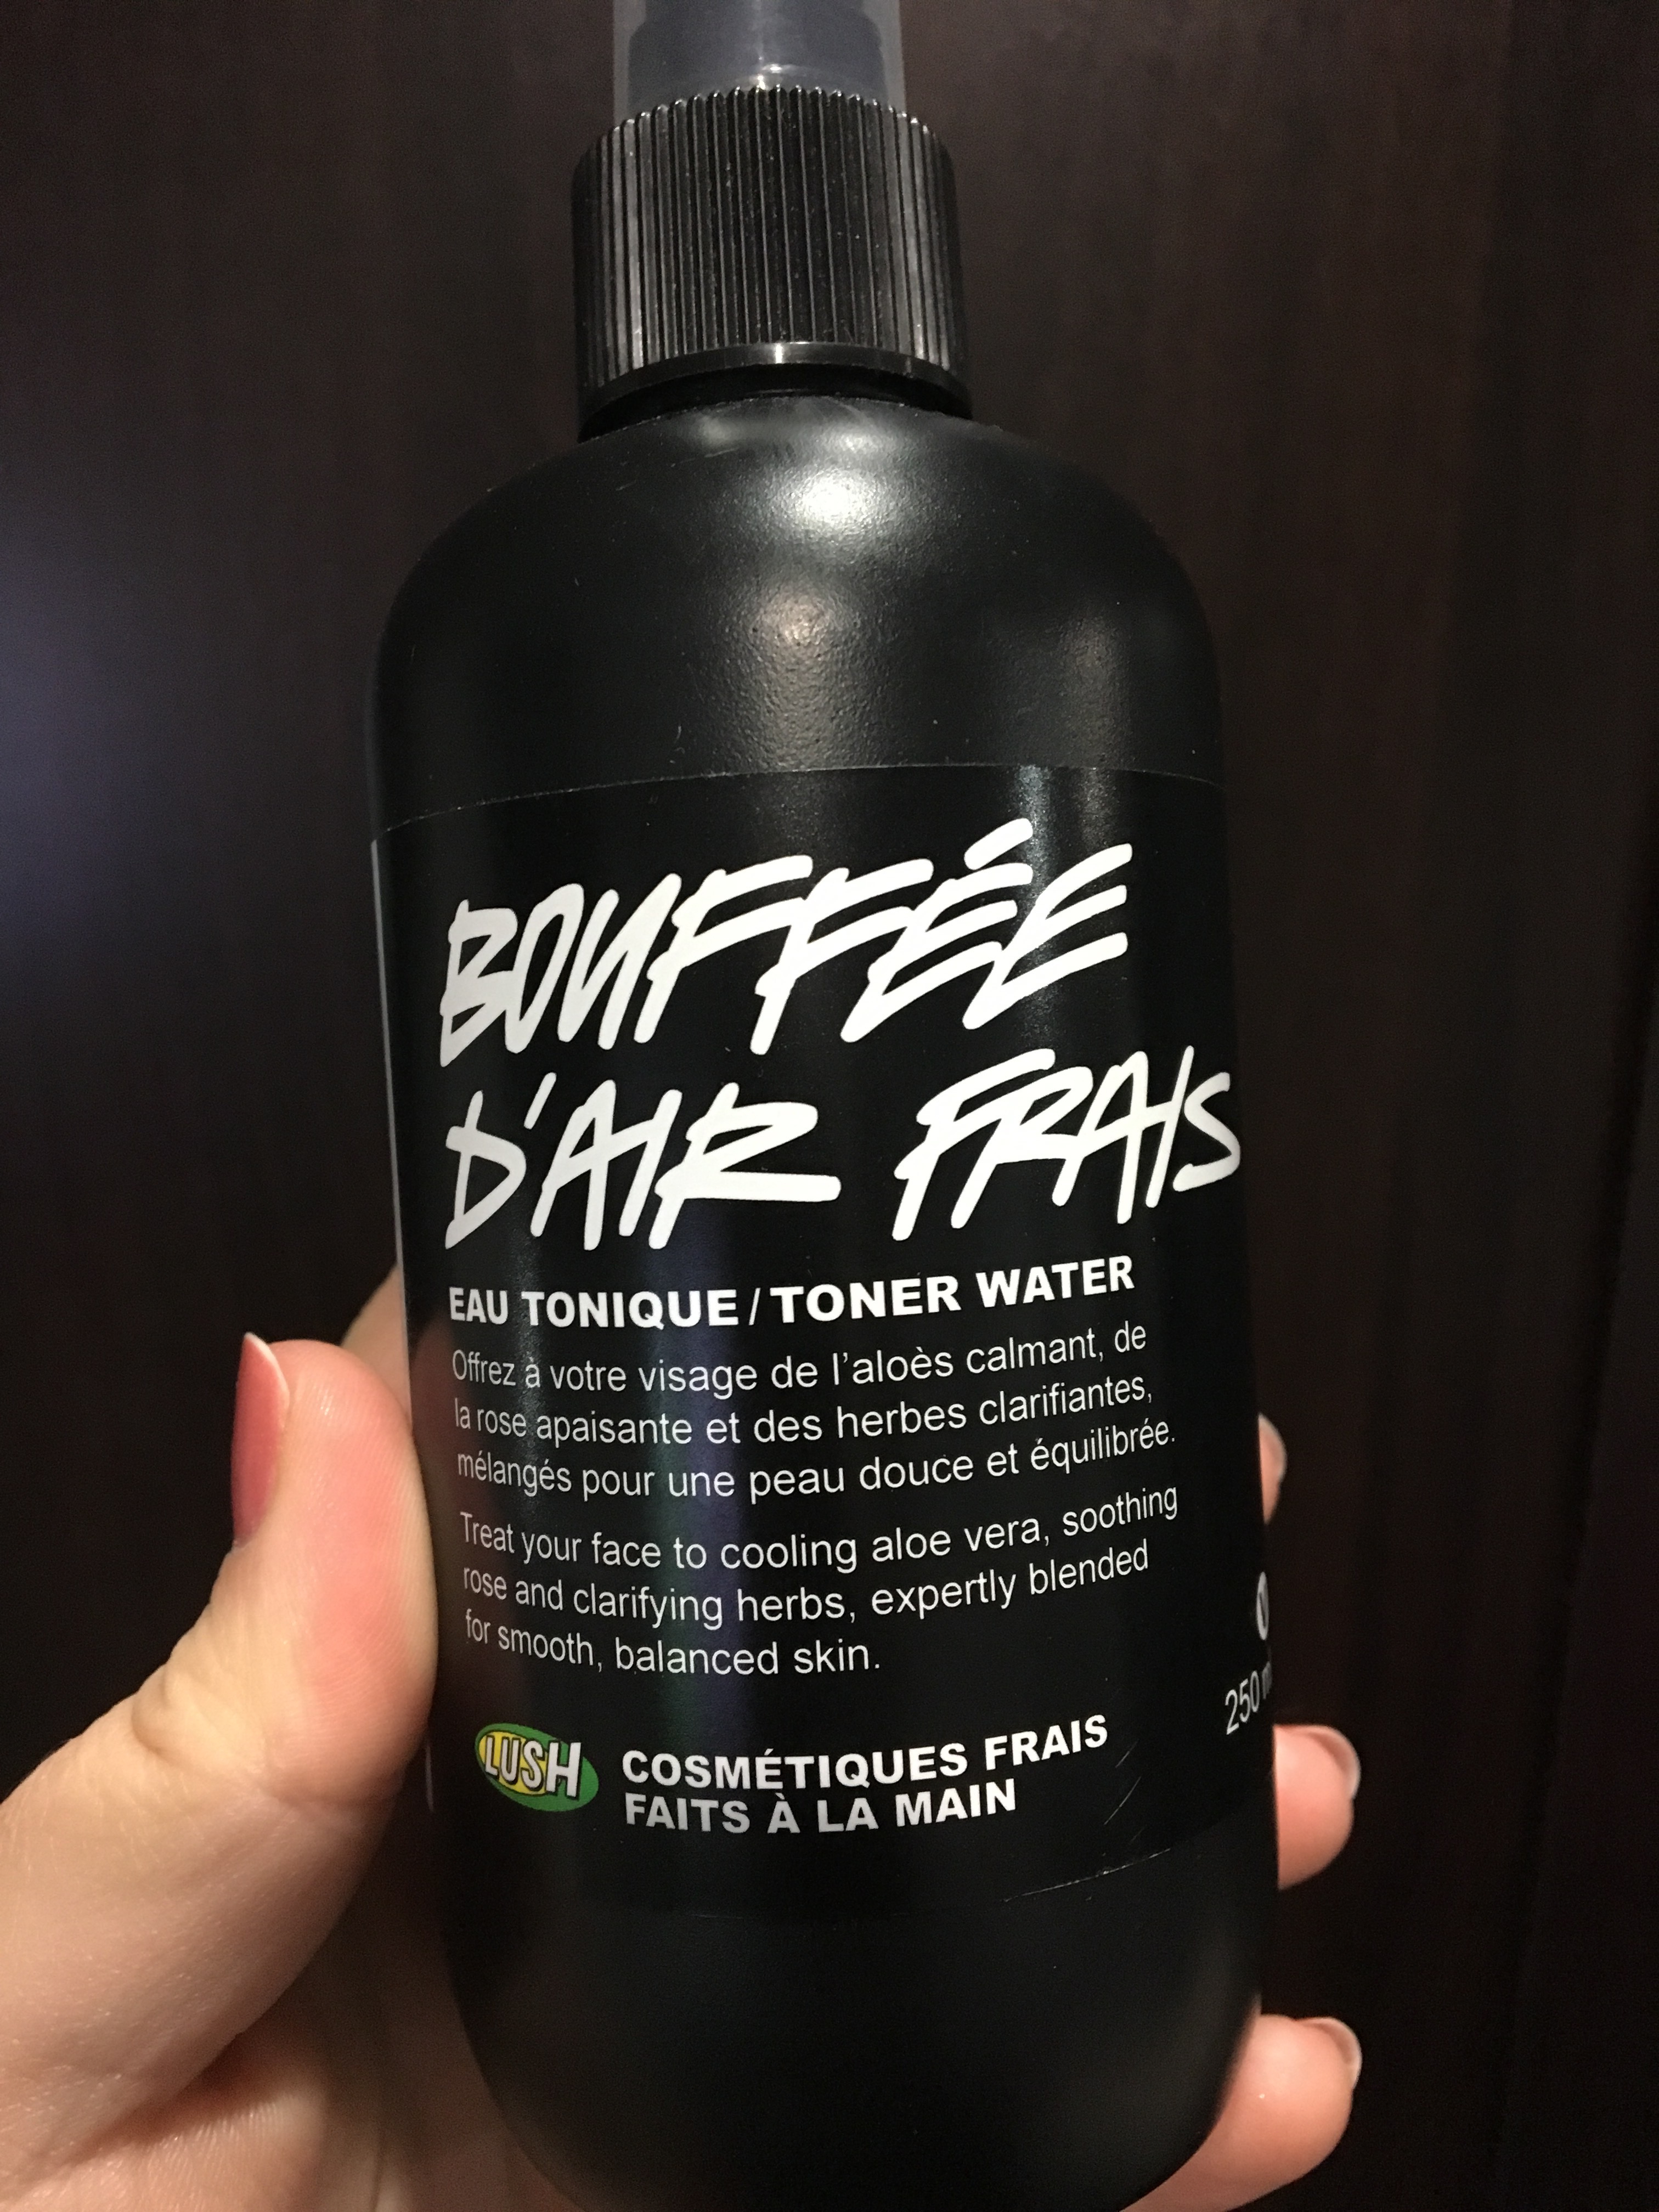 BOUFFÉE
D'AIR FRAIS
EAU TONIQUE/TONER WATER
Offrez à votre visage de l'aloès calmant, de
la rose apaisante et des herbes clarifiantes,
mélangés pour une peau douce et équilibrée.
Treat your face to cooling aloe vera, soothing
rose and clarifying herbs, expertly blended
for smooth, balanced skin.
250 m
LUSH COSMÉTIQUES FRAIS
FAITS À LA MAIN